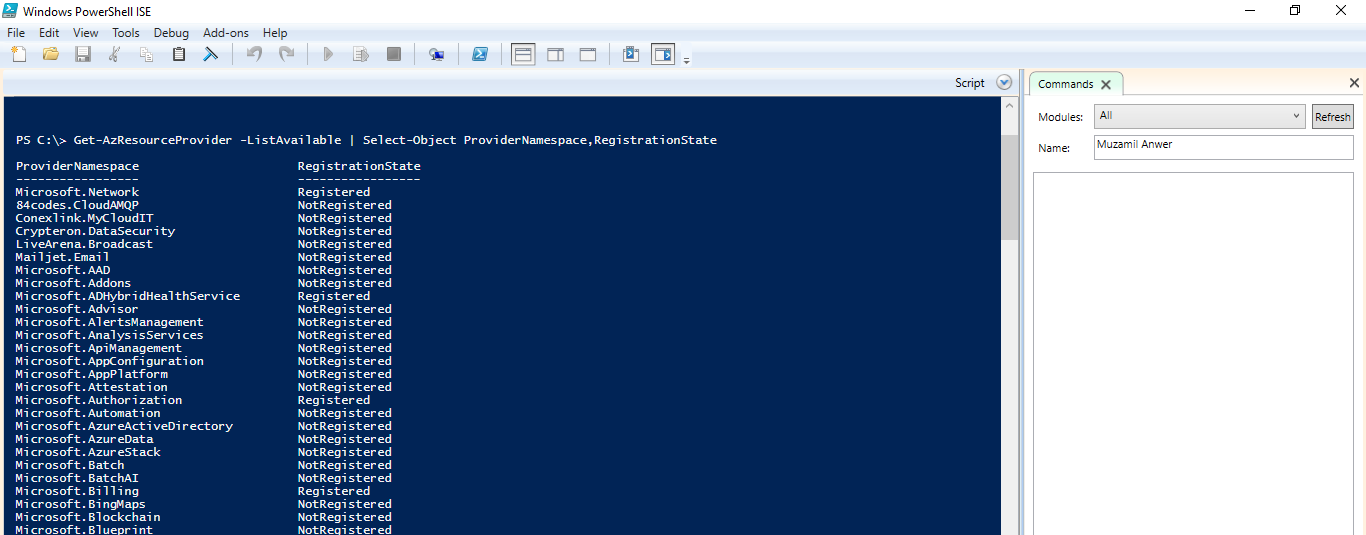 Windows PowerShell ISE
File Edit View Tools Debug Add-ons Help
Script
PS C:\> Get-AzResourceProvider -ListAvailable | Select-Object ProviderNamespace,RegistrationState
ProviderNamespace RegistrationState
----------------- -----------------
Microsoft.Network Registered
84codes.CloudAMQP NotRegistered
Conexlink.MyCloudIT NotRegistered
Crypteron.DataSecurity NotRegistered
LiveArena.Broadcast NotRegistered
Mailjet.Email NotRegistered
Microsoft.AAD NotRegistered
Microsoft.Addons NotRegistered
Microsoft.ADHybridHealthService Registered
Microsoft.Advisor NotRegistered
Microsoft.AlertsManagement NotRegistered
Microsoft.AnalysisServices NotRegistered
Microsoft.ApiManagement NotRegistered
Microsoft.AppConfiguration NotRegistered
Microsoft.AppPlatform NotRegistered
Microsoft.Attestation NotRegistered
Microsoft.Authorization Registered
Microsoft.Automation NotRegistered
Microsoft.AzureActiveDirectory NotRegistered
Microsoft.AzureData NotRegistered
Microsoft.AzureStack NotRegistered
Microsoft.Batch NotRegistered
Microsoft.BatchAI NotRegistered
Microsoft.Billing Registered
Microsoft.BingMaps NotRegistered
Microsoft.Blockchain NotRegistered
Microsoft.Blueprint NotRegistered
Commands
Modules: All Refresh
Name: Muzamil Anwer